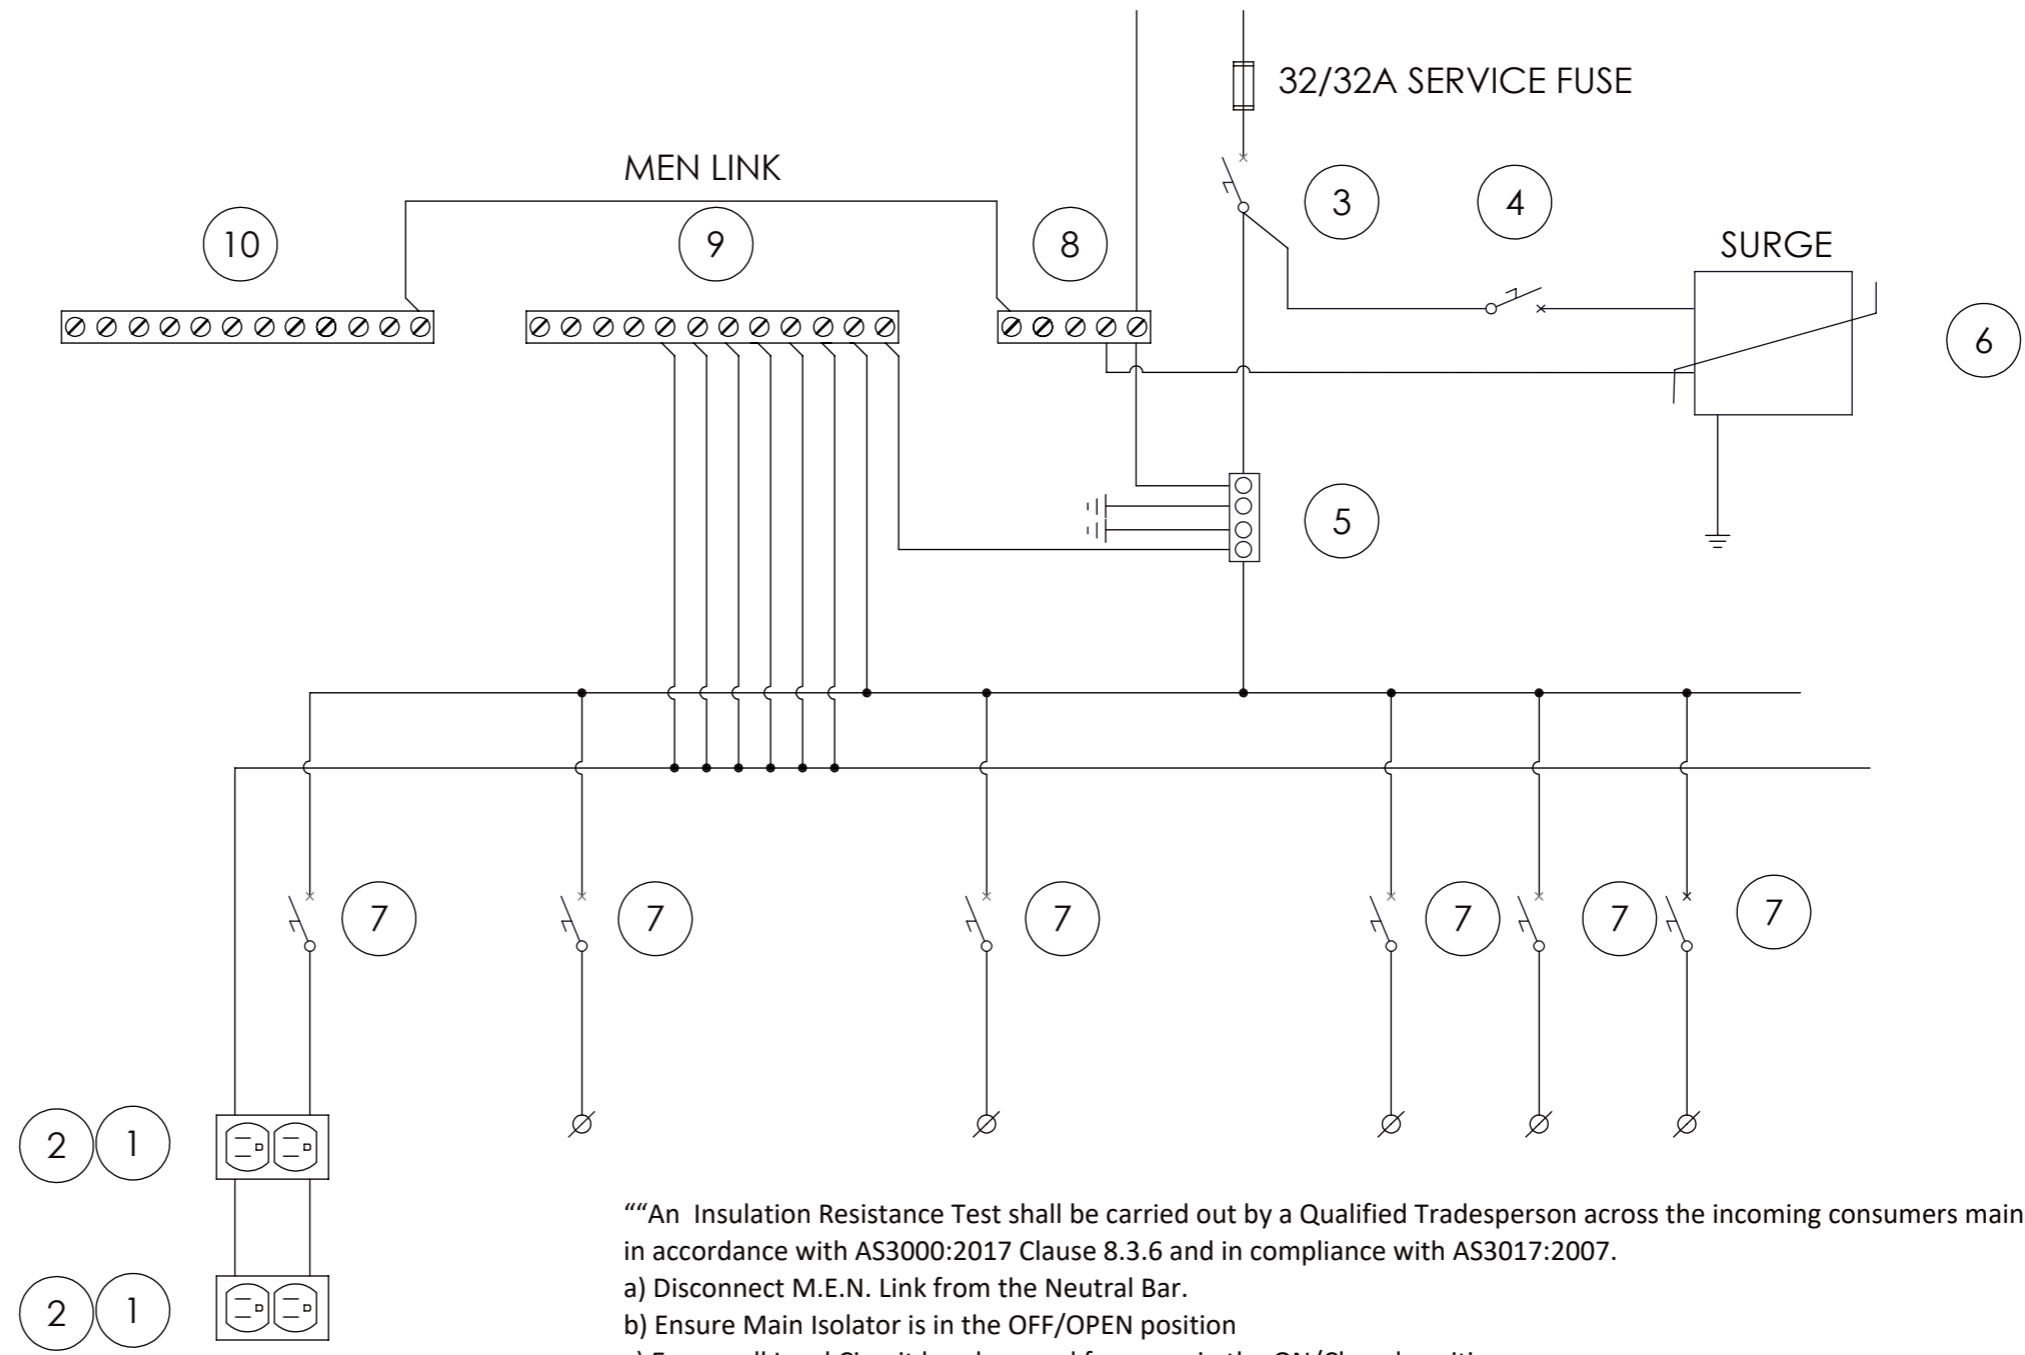 32/32A SERVICE FUSE
MEN LINK
3
4
10
9
8
SURGE
6
5
7
7
7
7
7
7
2
1
2
1
““An Insulation Resistance Test shall be carried out by a Qualified Tradesperson across the incoming consumers main
in accordance with AS3000:2017 Clause 8.3.6 and in compliance with AS3017:2007.
a) Disconnect M.E.N. Link from the Neutral Bar.
b) Ensure Main Isolator is in the OFF/OPEN position